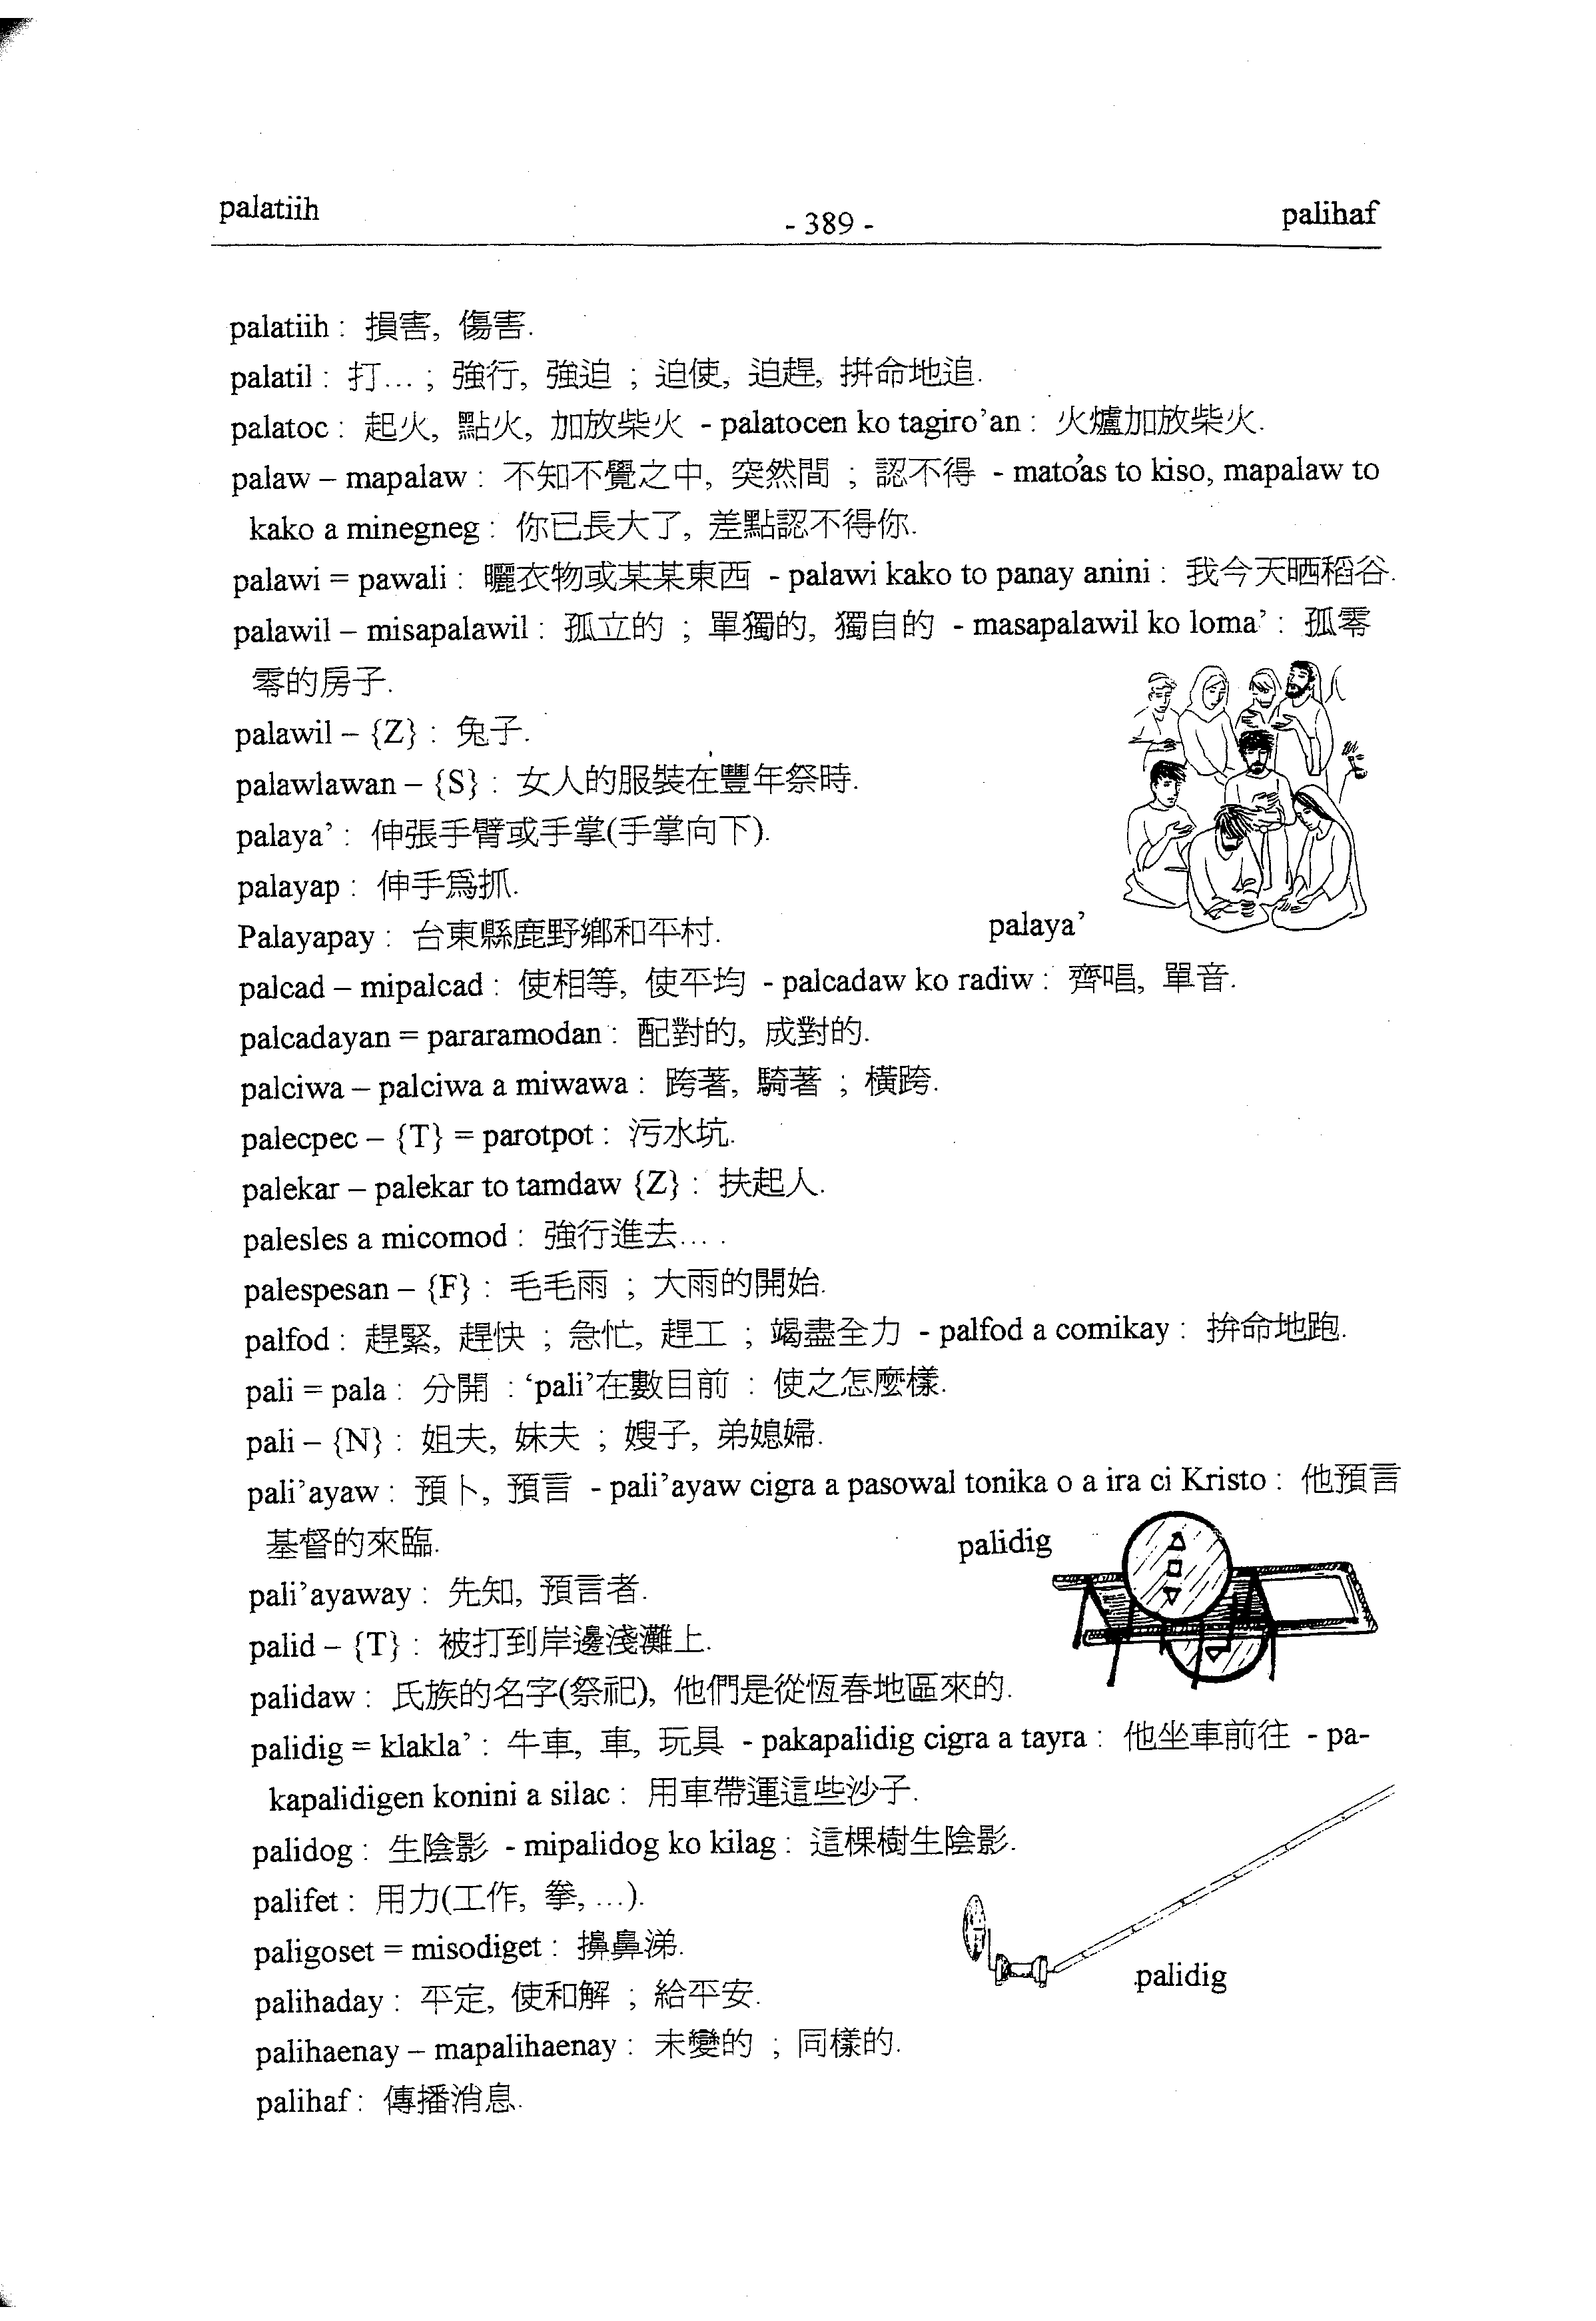 palatiih
- 389 -
palihaf
palatiih : 損害, 傷害.
palatil : 打... ; 強行, 強迫 ; 迫使, 迫趕, 拼命地追.
palatoc : 起火, 點火, 加放柴火 - palatocen ko tagiro’an : 火爐加放柴火.
palaw – mapalaw : 不知不覺之中, 突然間 ; 認不得 - mato’as to kiso, mapalaw to
kako a minegneg : 你已長大了, 差點認不得你.
palawi = pawali : 曬衣物或某某東西 - palawi kako to panay anini : 我今天晒稻谷.
palawil – misapalawil : 孤立的 ; 單獨的, 獨自的 - masapalawil ko loma’ : 孤零
零的房子.
palawil – {Z} : 兔子.
palawlawan – {S} : 女人的服裝在豐年祭時.
palaya’ : 伸張手臂或手掌(手掌向下).
palayap : 伸手爲抓.
Palayapay : 台東縣鹿野鄉和平村.
palaya’
palcad – mipalcad : 使相等, 使平均 - palcadaw ko radiw : 齊唱, 單音.
palcadayan = pararamodan : 配對的, 成對的.
palciwa – palciwa a miwawa : 跨著, 騎著 ; 橫跨.
palecpec – {T} = parotpot : 污水坑.
palekar – palekar to tamdaw {Z} : 扶起人.
palesles a micomod : 強行進去... .
palespesan – {F} : 毛毛雨 ; 大雨的開始.
palfod : 趕緊, 趕快 ; 急忙, 趕工 ; 竭盡全力 - palfod a comikay : 拚命地跑.
pali = pala : 分開 : ‘pali’在數目前 : 使之怎麼樣.
pali – {N} : 姐夫, 妹夫 ; 嫂子, 弟媳婦.
pali’ayaw : 預卜, 預言 - pali’ayaw cigra a pasowal tonika o a ira ci Kristo : 他預言
基督的來臨.
palidig
pali’ayaway : 先知, 預言者.
palid – {T} : 被打到岸邊淺灘上.
palidaw : 氏族的名字(祭祀), 他們是從恆春地區來的.
palidig = klakla’ : 牛車, 車, 玩具 - pakapalidig cigra a tayra : 他坐車前往 - pa-
kapalidigen konini a silac : 用車帶運這些沙子.
palidog : 生陰影 - mipalidog ko kilag : 這棵樹生陰影.
palifet : 用力(工作, 拳, ...).
paligoset = misodiget : 擤鼻涕.
palidig
palihaday : 平定, 使和解 ; 給平安.
palihaenay – mapalihaenay : 未變的 ; 同樣的.
palihaf : 傳播消息.